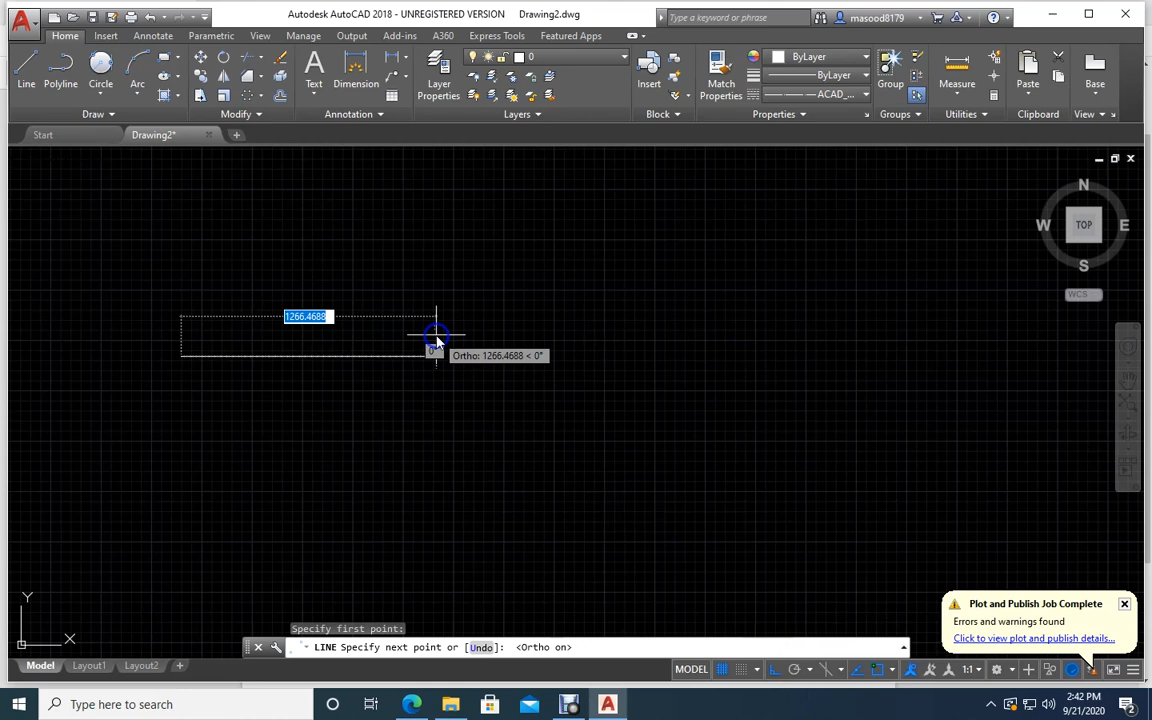 Autodesk AutoCAD 2018 - UNREGISTERED VERSION Drawing2.dwg
Type a keyword or phrase
masood8179
Home Insert Annotate Parametric View Manage Output Add-ins A360 Express Tools Featured Apps
Line Polyline Circle Arc
Text Dimension
Layer Properties
0
Insert
Match Properties
ByLayer
ByLayer
ACAD_...
Group
Measure
Paste
Base
Draw Modify Annotation Layers Block Properties Groups Utilities Clipboard View
Start Drawing2*
N
W TOP E
S
WCS
1266.4688
0
Ortho: 1266.4688 < 0°
Y
X
Plot and Publish Job Complete
Errors and warnings found
Click to view plot and publish details...
Specify first point:
LINE Specify next point or [Undo]: <Ortho on>
Model Layout1 Layout2
MODEL 1:1
Type here to search
2:42 PM
9/21/2020
2